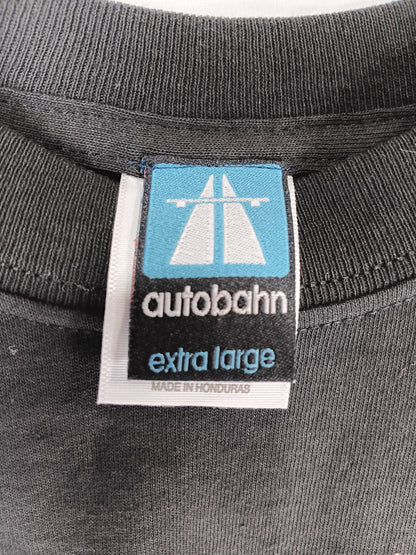 autobahn
extra large
MADE IN HONDURAS